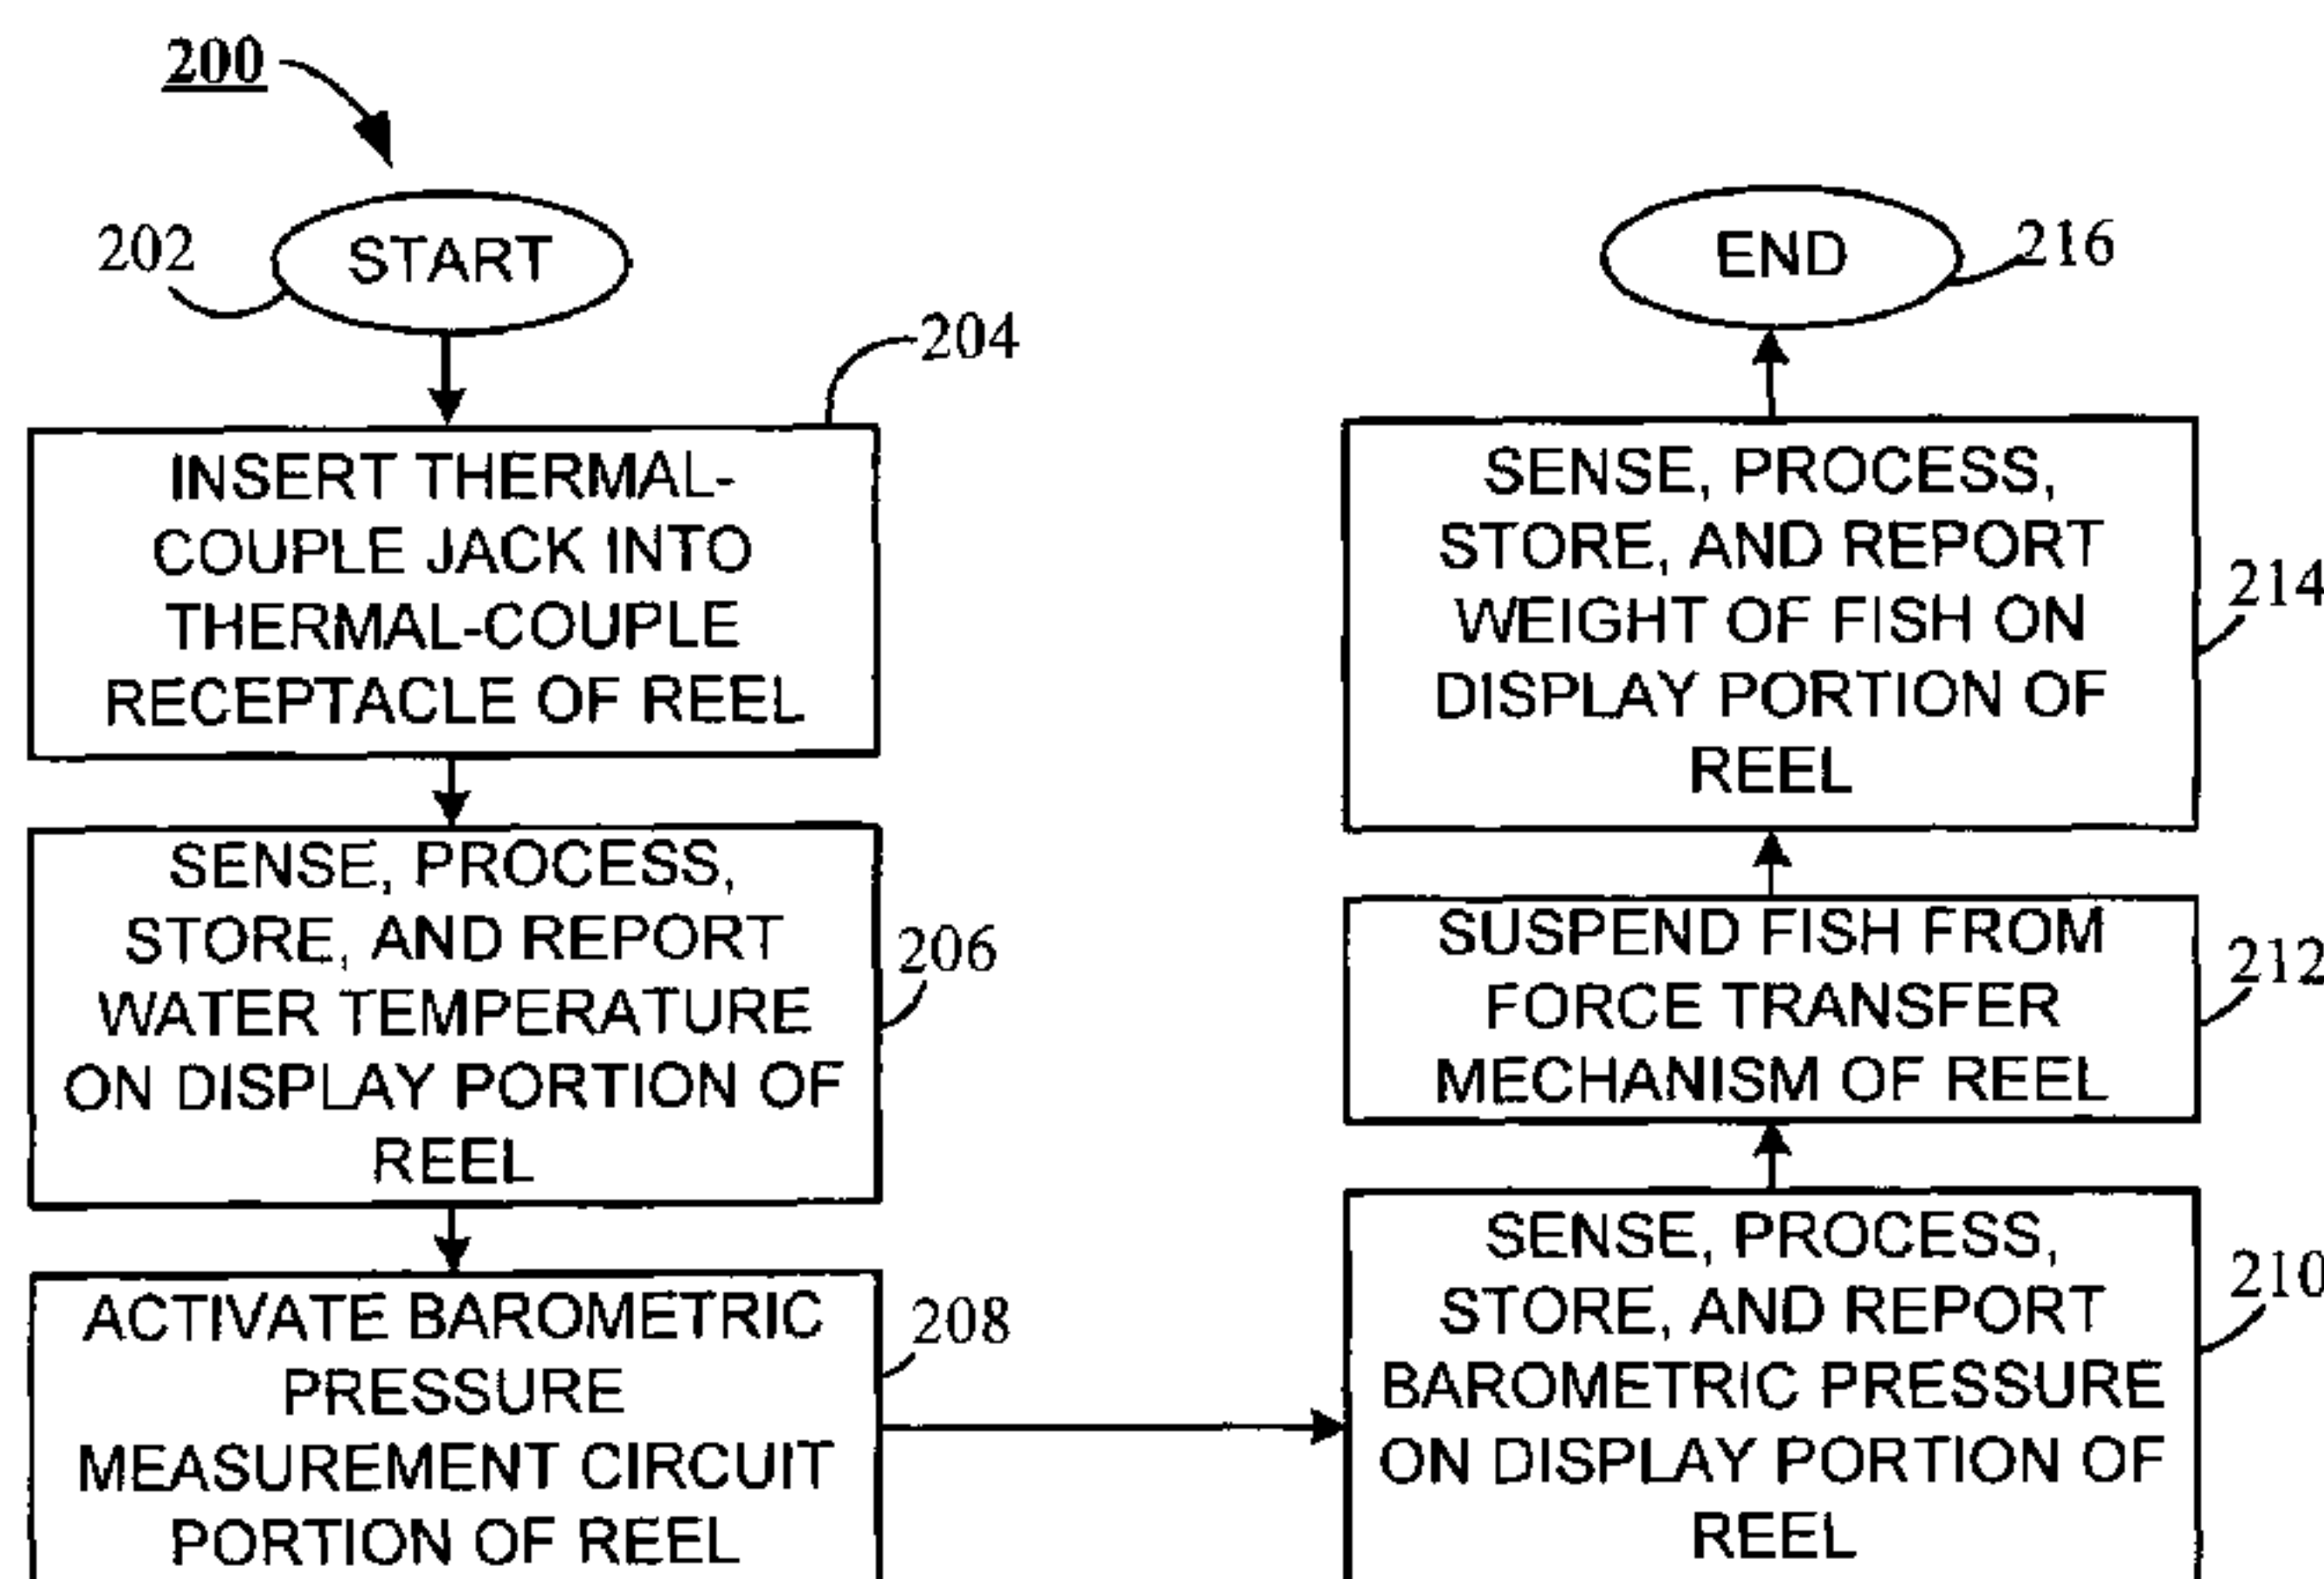 200
202
START
204
INSERT THERMAL-
COUPLE JACK INTO
THERMAL-COUPLE
RECEPTACLE OF REEL
SENSE, PROCESS,
STORE, AND REPORT
WATER TEMPERATURE
ON DISPLAY PORTION OF
REEL
206
ACTIVATE BAROMETRIC
PRESSURE
MEASUREMENT CIRCUIT
PORTION OF REEL
208
SENSE, PROCESS,
STORE, AND REPORT
BAROMETRIC PRESSURE
ON DISPLAY PORTION OF
REEL
210
SUSPEND FISH FROM
FORCE TRANSFER
MECHANISM OF REEL
212
SENSE, PROCESS,
STORE, AND REPORT
WEIGHT OF FISH ON
DISPLAY PORTION OF
REEL
214
END
216